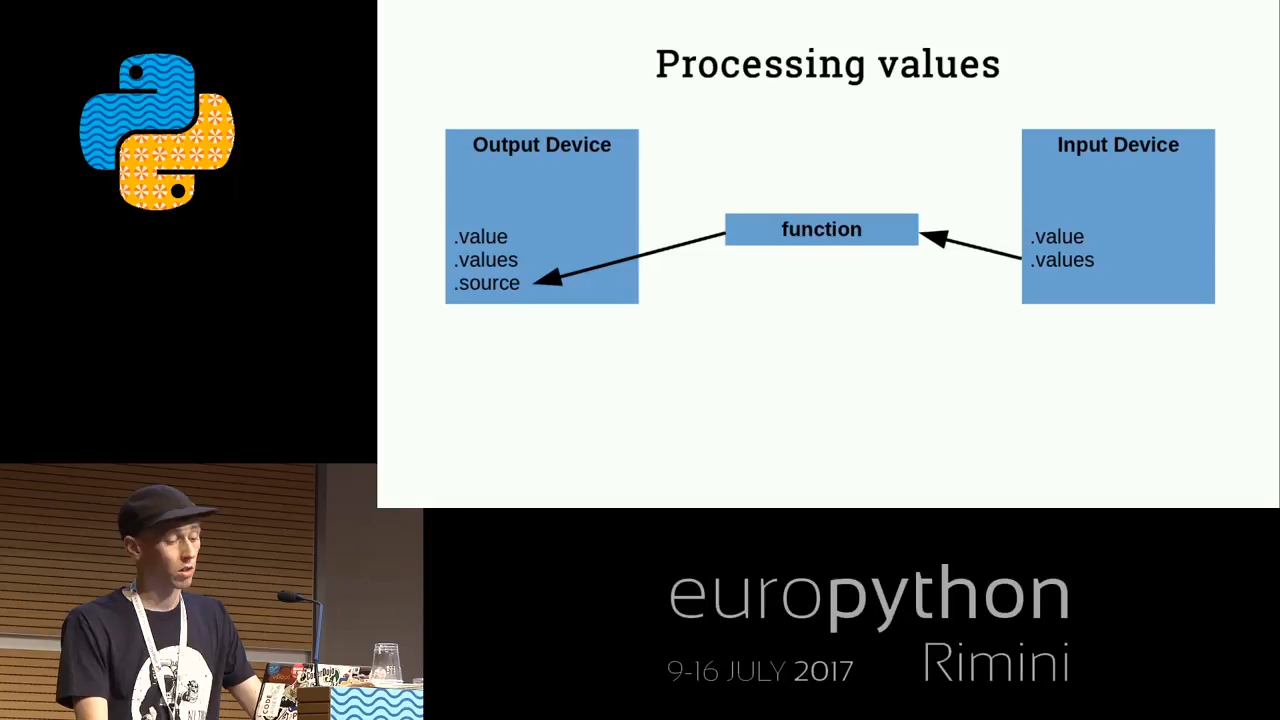 Processing values
Output Device
.value
.values
.source
function
Input Device
.value
.values
europython
Rimini
9-16 JULY 2017